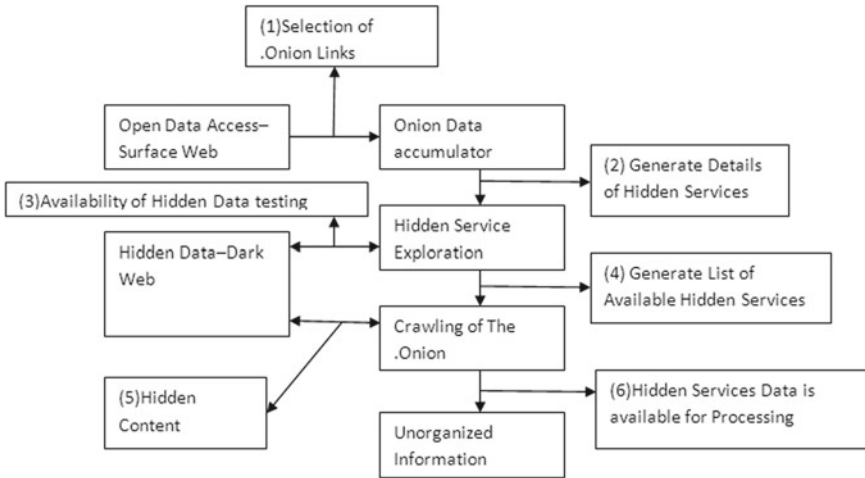 (1)Selection of
.Onion Links
Open Data Access–
Surface Web
Onion Data
accumulator
(2) Generate Details
of Hidden Services
(3)Availability of Hidden Data testing
Hidden Service
Exploration
Hidden Data–Dark
Web
(4) Generate List of
Available Hidden Services
Crawling of The
.Onion
(5)Hidden
Content
(6)Hidden Services Data is
available for Processing
Unorganized
Information